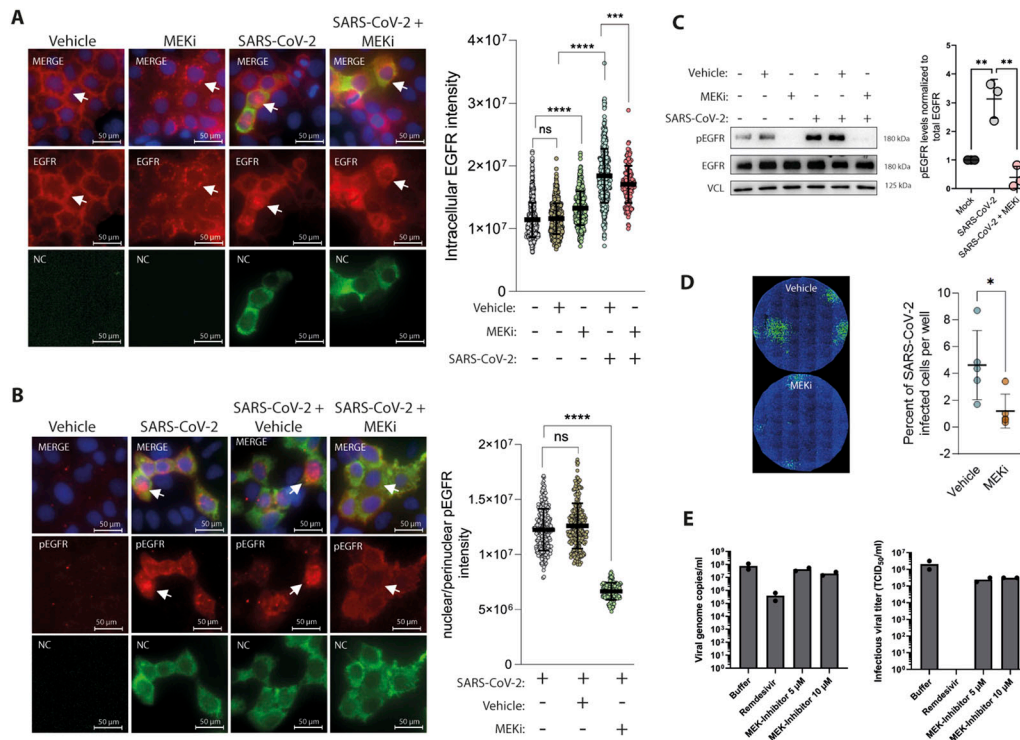 A
Vehicle
MEKi
SARS-CoV-2
SARS-CoV-2 +
MEKi
MERGE
MERGE
MERGE
MERGE
50 µm
50 µm
50 µm
50 µm
EGFR
EGFR
EGFR
EGFR
50 µm
50 µm
50 µm
50 µm
NC
NC
NC
NC
50 µm
50 µm
50 µm
50 µm
Intracellular EGFR intensity
4×10⁷
3×10⁷
2×10⁷
1×10⁷
0
ns
****
****
***
Vehicle: - + - + -
MEKi: - - + - +
SARS-CoV-2: - - - + +
B
Vehicle
SARS-CoV-2
SARS-CoV-2 +
Vehicle
SARS-CoV-2 +
MEKi
MERGE
MERGE
MERGE
MERGE
50 µm
50 µm
50 µm
50 µm
pEGFR
pEGFR
pEGFR
pEGFR
50 µm
50 µm
50 µm
50 µm
NC
NC
NC
NC
50 µm
50 µm
50 µm
50 µm
nuclear/perinuclear pEGFR
intensity
2×10⁷
1.5×10⁷
1×10⁷
5×10⁶
0
****
ns
SARS-CoV-2: + + +
Vehicle: - + -
MEKi: - - +
C
Vehicle: - + - - + -
MEKi: - - + - - +
SARS-CoV-2: - - - + + +
pEGFR 180 kDa
EGFR 180 kDa
VCL 125 kDa
pEGFR levels normalized to
total EGFR
5
4
3
2
1
0
** **
Mock
SARS-CoV-2
SARS-CoV-2 + MEKi
D
Vehicle
MEKi
Percent of SARS-CoV-2
infected cells per well
10
8
6
4
2
0
-2
*
Vehicle
MEKi
E
Viral genome copies/ml
10⁹
10⁸
10⁷
10⁶
10⁵
10⁴
10³
10²
10¹
10⁰
Buffer
Remdesivir
MEK-Inhibitor 5 µM
MEK-Inhibitor 10 µM
Infectious viral titer (TCID₅₀/ml)
10⁷
10⁶
10⁵
10⁴
10³
10²
10¹
10⁰
Buffer
Remdesivir
MEK-Inhibitor 5 µM
MEK-Inhibitor 10 µM